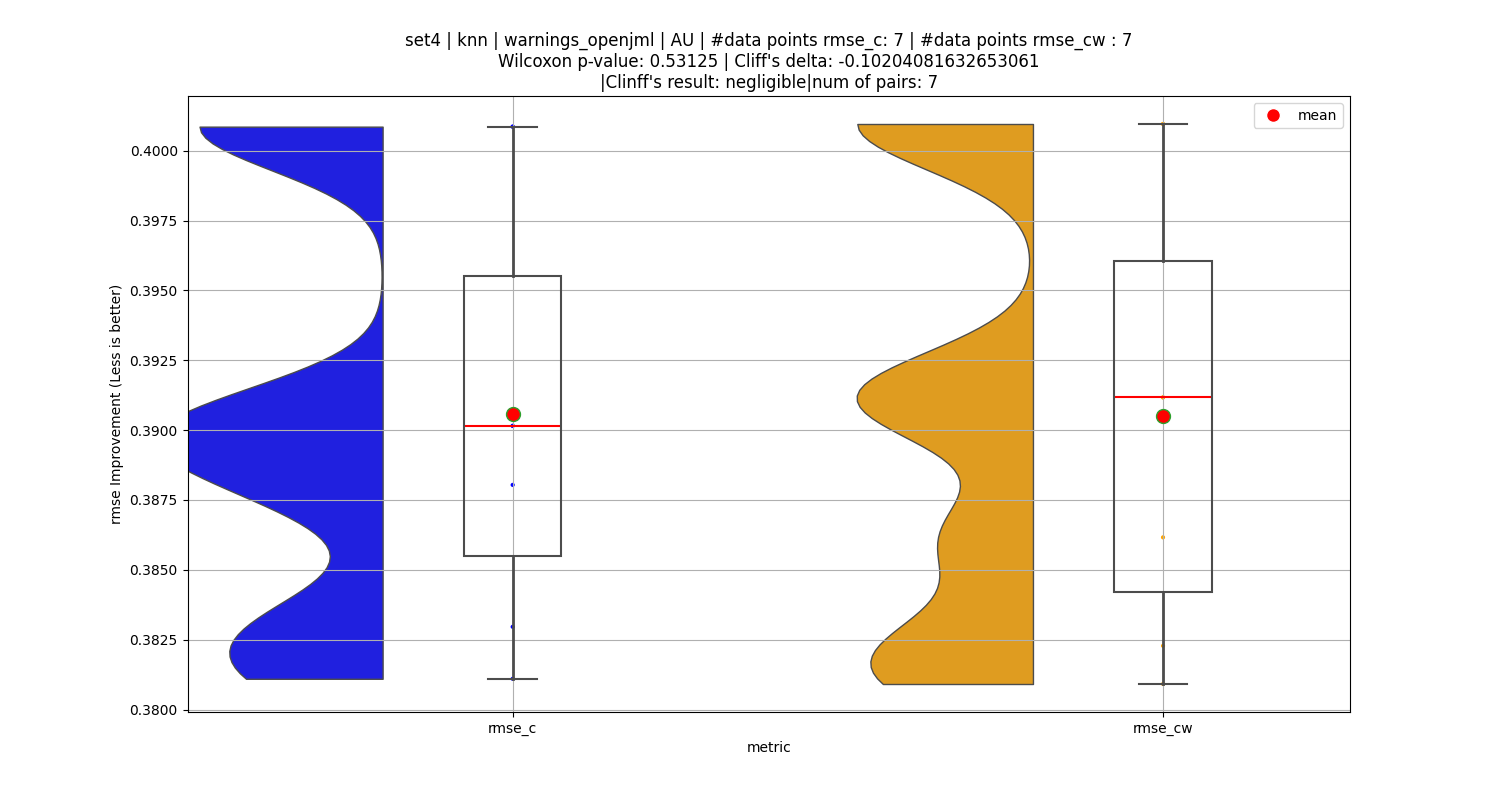 set4 | knn | warnings_openjml | AU | #data points rmse_c: 7 | #data points rmse_cw : 7
Wilcoxon p-value: 0.53125 | Cliff's delta: -0.10204081632653061
|Clinff's result: negligible|num of pairs: 7
mean
0.4000
0.3975
0.3950
0.3925
0.3900
0.3875
0.3850
0.3825
0.3800
rmse Improvement (Less is better)
rmse_c
rmse_cw
metric